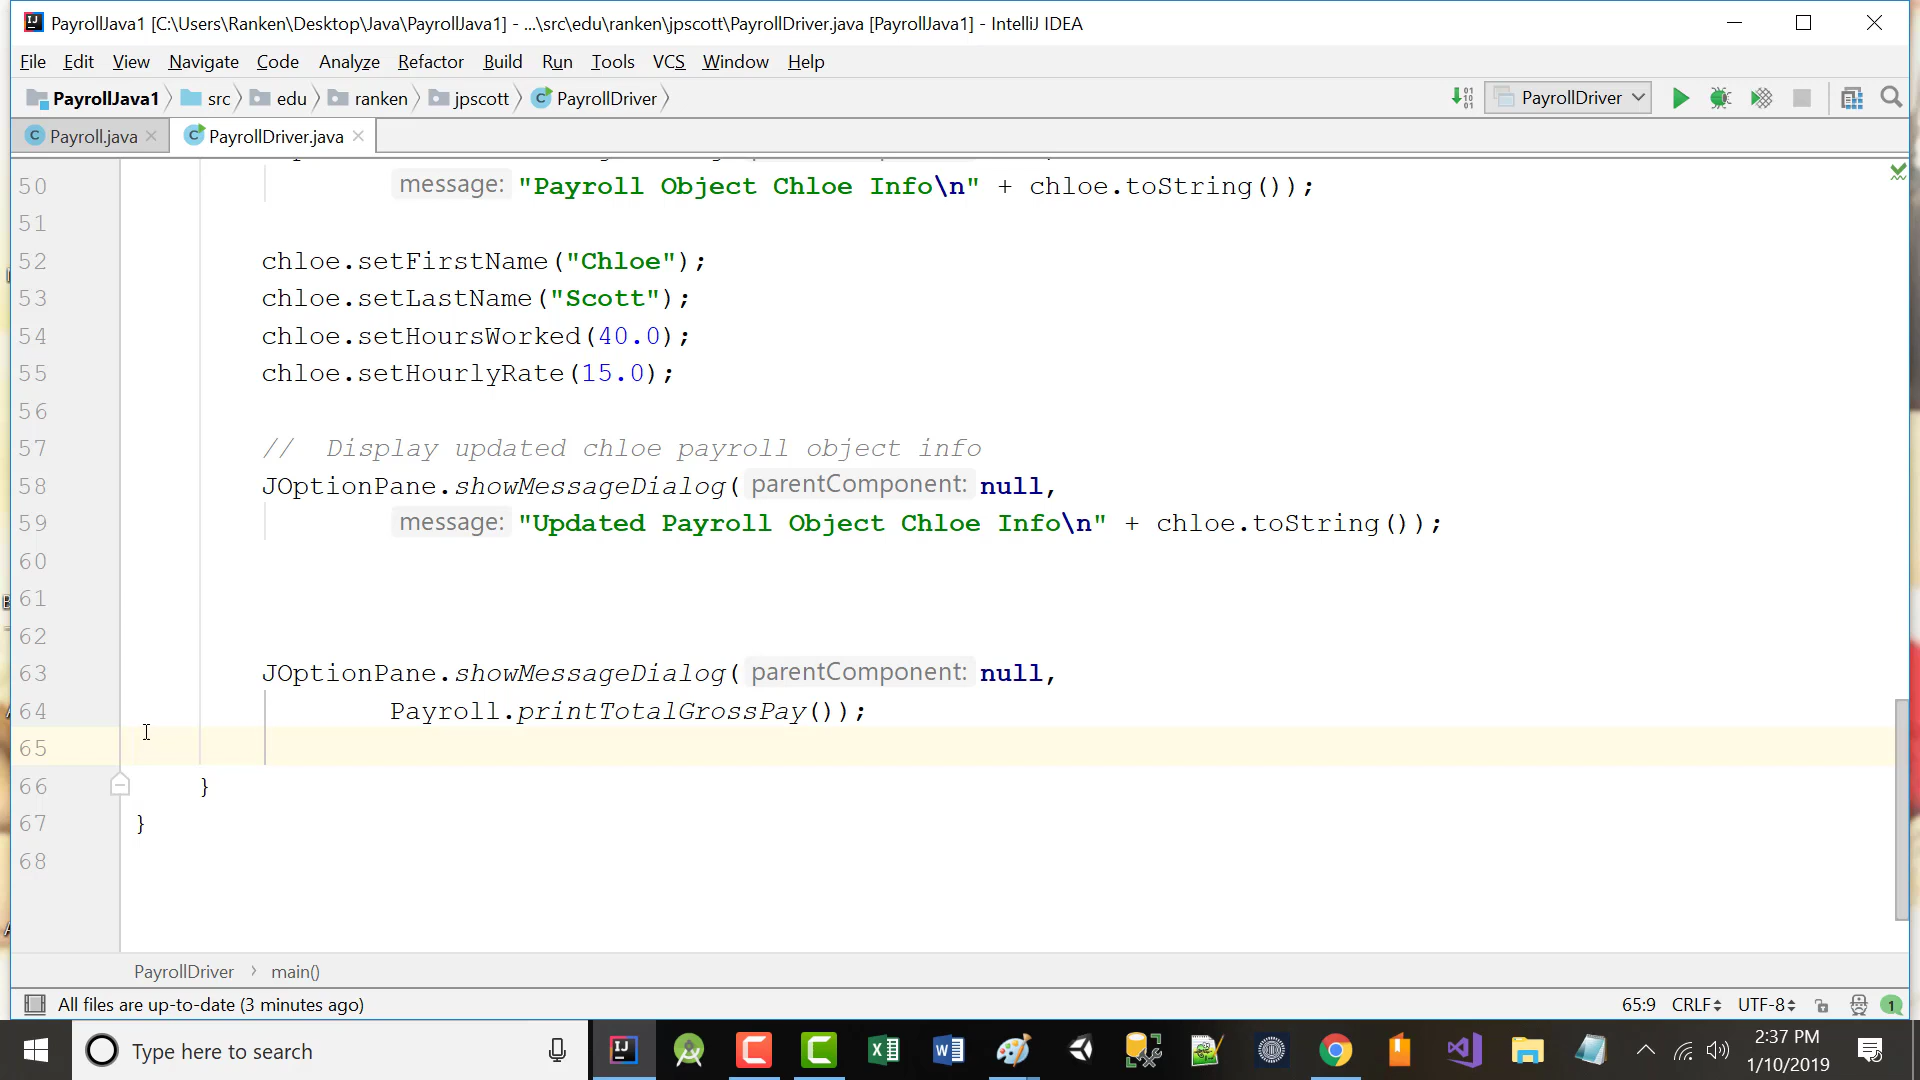 PayrollJava1 [C:\Users\Ranken\Desktop\Java\PayrollJava1] - ...\src\edu\ranken\jpscott\PayrollDriver.java [PayrollJava1] - IntelliJ IDEA
File Edit View Navigate Code Analyze Refactor Build Run Tools VCS Window Help
PayrollJava1 src edu ranken jpscott PayrollDriver PayrollDriver
Payroll.java PayrollDriver.java
50 message: "Payroll Object Chloe Info\n" + chloe.toString());
51
52 chloe.setFirstName("Chloe");
53 chloe.setLastName("Scott");
54 chloe.setHoursWorked(40.0);
55 chloe.setHourlyRate(15.0);
56
57 // Display updated chloe payroll object info
58 JOptionPane.showMessageDialog( parentComponent: null,
59 message: "Updated Payroll Object Chloe Info\n" + chloe.toString());
60
61
62
63 JOptionPane.showMessageDialog( parentComponent: null,
64 Payroll.printTotalGrossPay());
65
66 }
67 }
68
PayrollDriver > main()
All files are up-to-date (3 minutes ago) 65:9 CRLF UTF-8 1
Type here to search 2:37 PM
1/10/2019